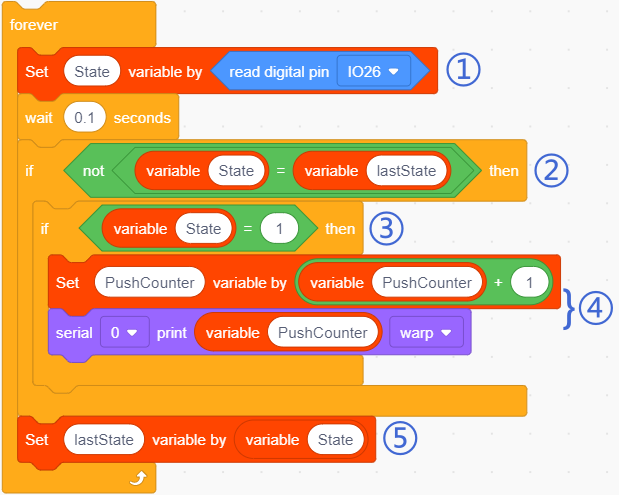 forever
Set State variable by read digital pin IO26 ①
wait 0.1 seconds
if not variable State = variable lastState then ②
if variable State = 1 then ③
Set PushCounter variable by variable PushCounter + 1
④
serial 0 print variable PushCounter warp
Set lastState variable by variable State ⑤